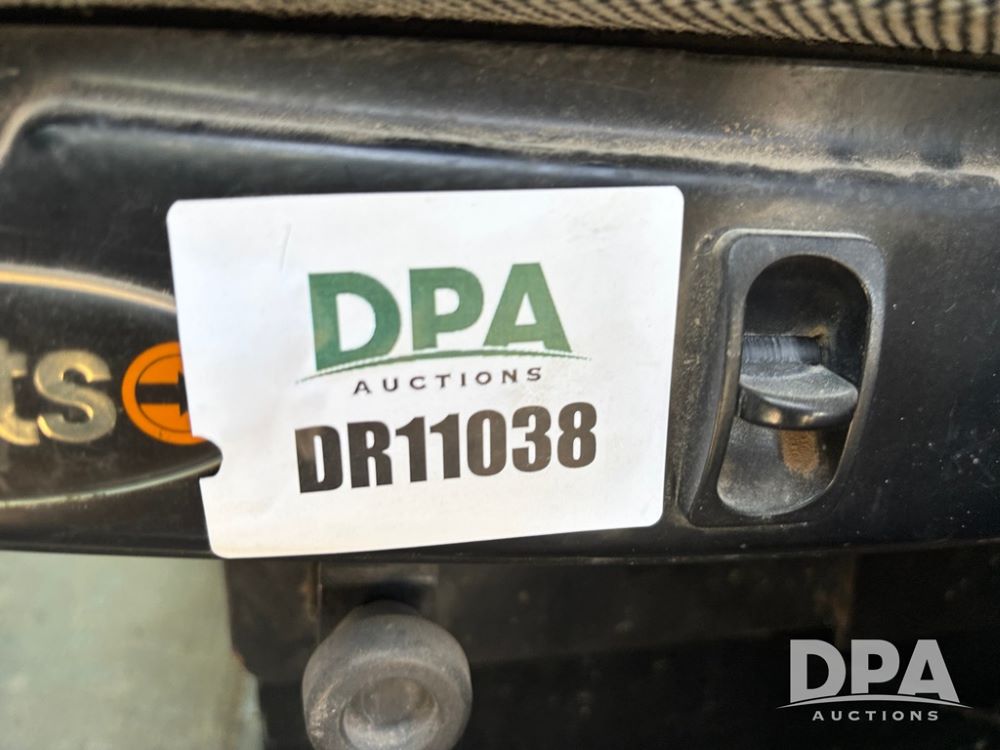 DPA
AUCTIONS
DR11038
ts
DPA
AUCTIONS